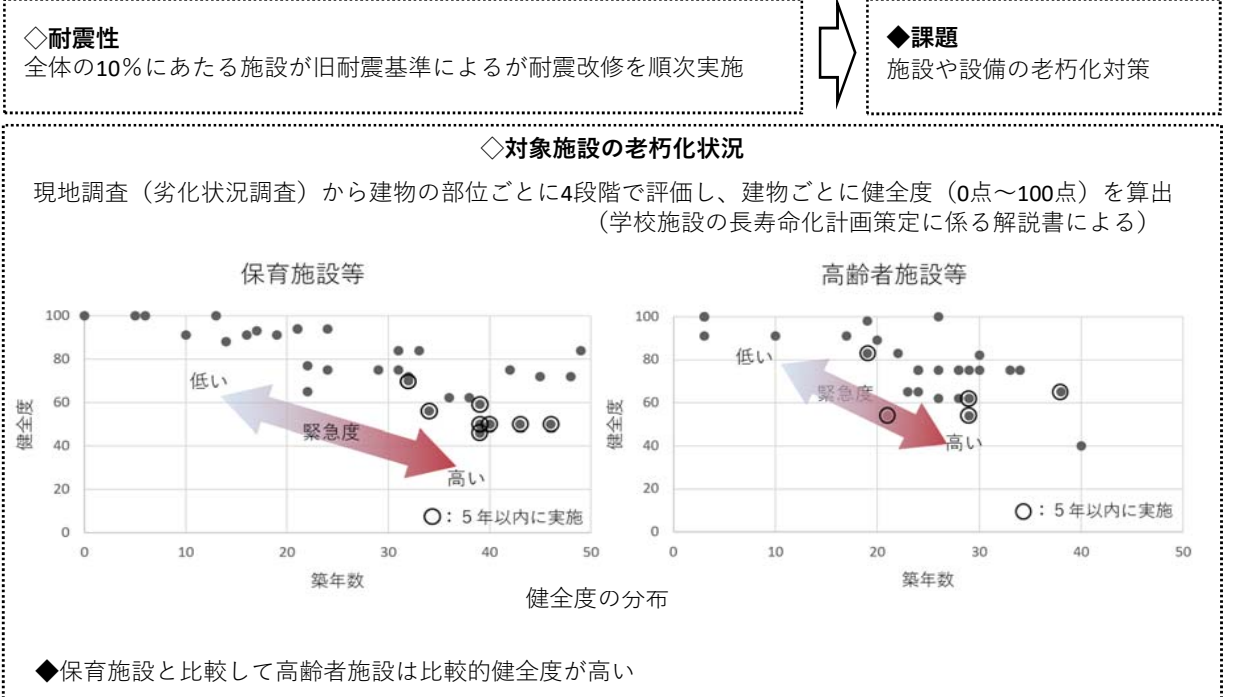 ◇耐震性
全体の10％にあたる施設が旧耐震基準によるが耐震改修を順次実施
◆課題
施設や設備の老朽化対策
◇対象施設の老朽化状況
現地調査（劣化状況調査）から建物の部位ごとに4段階で評価し、建物ごとに健全度（0点～100点）を算出
（学校施設の長寿命化計画策定に係る解説書による）
保育施設等
健全度
100
80
60
40
20
0
低い
緊急度
高い
○：５年以内に実施
0 10 20 30 40 50
築年数
高齢者施設等
健全度
100
80
60
40
20
0
低い
緊急度
高い
○：５年以内に実施
0 10 20 30 40 50
築年数
健全度の分布
◆保育施設と比較して高齢者施設は比較的健全度が高い